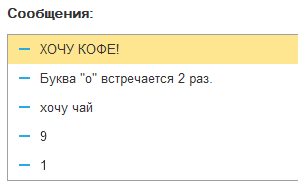 Сообщения:
ХОЧУ КОФЕ!
Буква "о" встречается 2 раз.
хочу чай
9
1